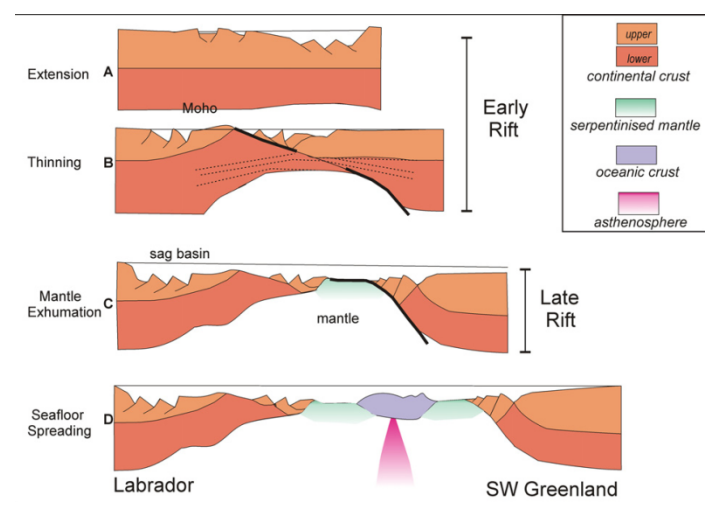 Extension A
Moho
Thinning B
Early
Rift
upper
lower
continental crust
serpentinised mantle
oceanic crust
asthenosphere
sag basin
Mantle
Exhumation C
mantle
Late
Rift
Seafloor
Spreading D
Labrador
SW Greenland